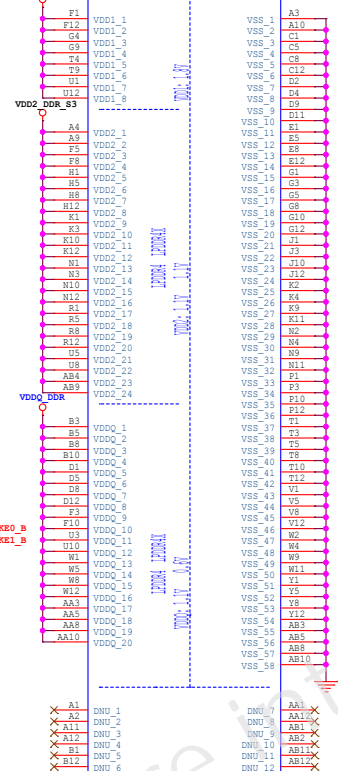 F1 VDD1_1
F12 VDD1_2
G4 VDD1_3
G9 VDD1_4
T4 VDD1_5
T9 VDD1_6
U1 VDD1_7
U12 VDD1_8
VDD2_DDR_S3
A4 VDD2_1
A9 VDD2_2
F5 VDD2_3
F8 VDD2_4
H1 VDD2_5
H5 VDD2_6
H8 VDD2_7
H12 VDD2_8
K1 VDD2_9
K3 VDD2_10
K10 VDD2_11
K12 VDD2_12
N1 VDD2_13
N3 VDD2_14
N10 VDD2_15
N12 VDD2_16
R1 VDD2_17
R5 VDD2_18
R8 VDD2_19
R12 VDD2_20
U5 VDD2_21
U8 VDD2_22
AB4 VDD2_23
AB9 VDD2_24
VDDQ_DDR
B3 VDDQ_1
B5 VDDQ_2
B8 VDDQ_3
B10 VDDQ_4
D1 VDDQ_5
D5 VDDQ_6
D8 VDDQ_7
D12 VDDQ_8
F3 VDDQ_9
F10 VDDQ_10
U3 VDDQ_11
U10 VDDQ_12
W1 VDDQ_13
W5 VDDQ_14
W8 VDDQ_15
W12 VDDQ_16
AA3 VDDQ_17
AA5 VDDQ_18
AA8 VDDQ_19
AA10 VDDQ_20
KE0_B
KE1_B
A1 DNU_1
A2 DNU_2
A11 DNU_3
A12 DNU_4
B1 DNU_5
B12 DNU_6
VSS_1 A3
VSS_2 A10
VSS_3 C1
VSS_4 C5
VSS_5 C8
VSS_6 C12
VSS_7 D2
VSS_8 D4
VSS_9 D9
VSS_10 D11
VSS_11 E1
VSS_12 E5
VSS_13 E8
VSS_14 E12
VSS_15 G1
VSS_16 G3
VSS_17 G5
VSS_18 G8
VSS_19 G10
VSS_20 G12
VSS_21 J1
VSS_22 J3
VSS_23 J10
VSS_24 J12
VSS_25 K2
VSS_26 K4
VSS_27 K9
VSS_28 K11
VSS_29 N2
VSS_30 N4
VSS_31 N9
VSS_32 N11
VSS_33 P1
VSS_34 P3
VSS_35 P10
VSS_36 P12
VSS_37 T1
VSS_38 T3
VSS_39 T5
VSS_40 T8
VSS_41 T10
VSS_42 T12
VSS_43 V1
VSS_44 V5
VSS_45 V8
VSS_46 V12
VSS_47 W2
VSS_48 W4
VSS_49 W9
VSS_50 W11
VSS_51 Y1
VSS_52 Y5
VSS_53 Y8
VSS_54 Y12
VSS_55 AB3
VSS_56 AB5
VSS_57 AB8
VSS_58 AB10
DNU_7 AA1
DNU_8 AA12
DNU_9 AB1
DNU_10 AB2
DNU_11 AB11
DNU_12 AB12
re int